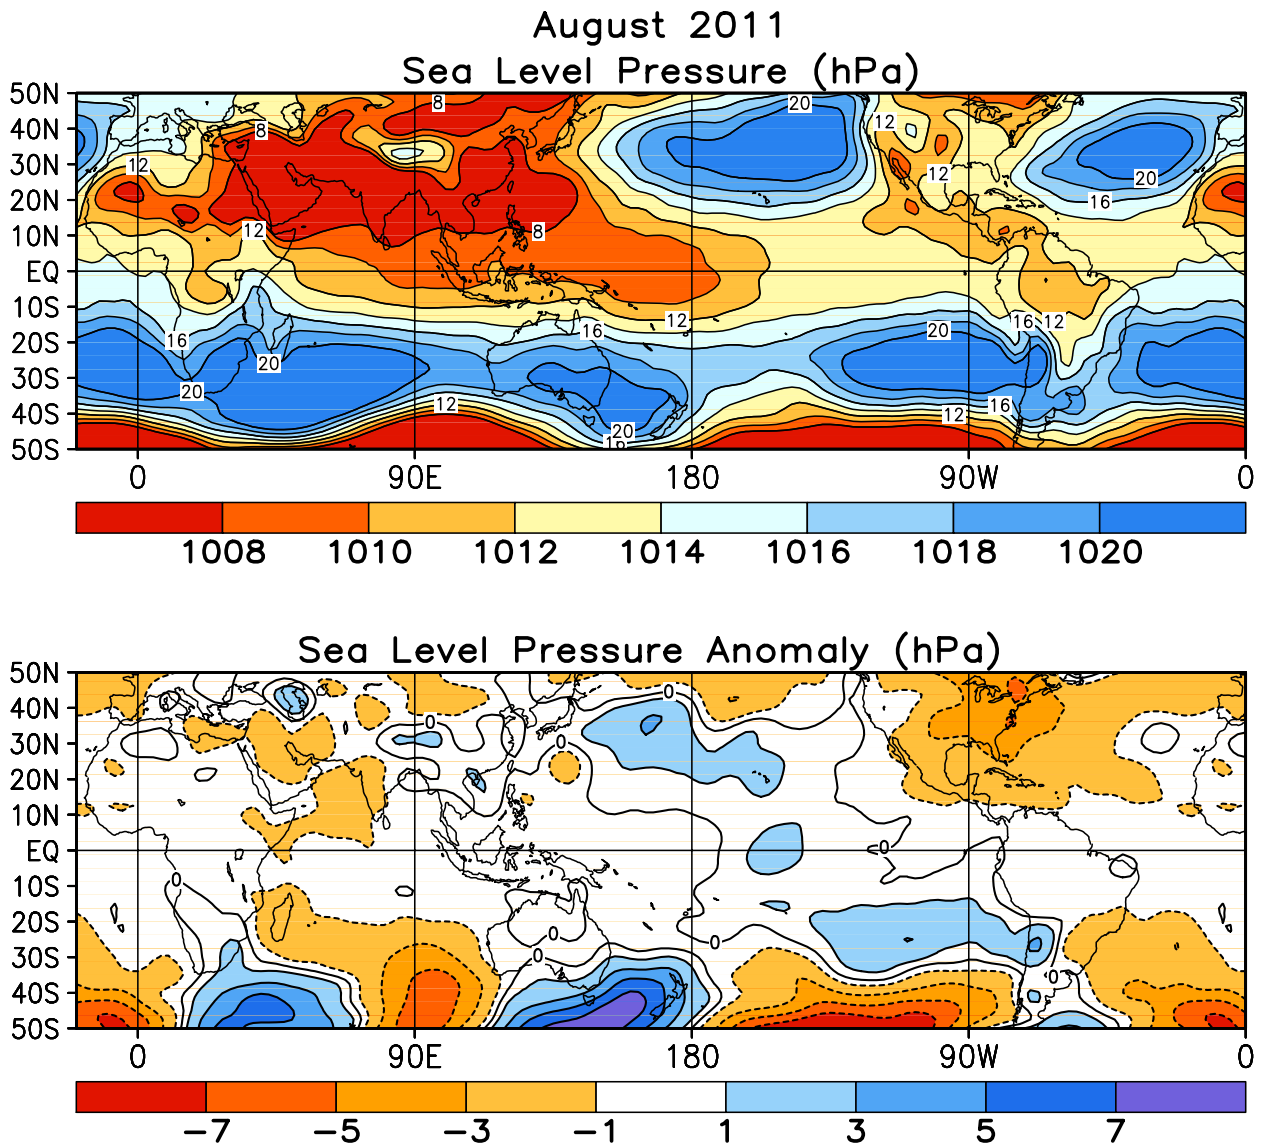 August 2011
Sea Level Pressure (hPa)
50N
40N
30N
20N
10N
EQ
10S
20S
30S
40S
50S
8 20
8 12
12 12
20
16
12 8
12
16 16 20 16 12
20
20
12 16 12
20
16
0 90E 180 90W 0
1008 1010 1012 1014 1016 1018 1020
Sea Level Pressure Anomaly (hPa)
50N
40N
30N
20N
10N
EQ
10S
20S
30S
40S
50S
0
0
0
0
0
0 0
0
0
0 90E 180 90W 0
−7 −5 −3 −1 1 3 5 7